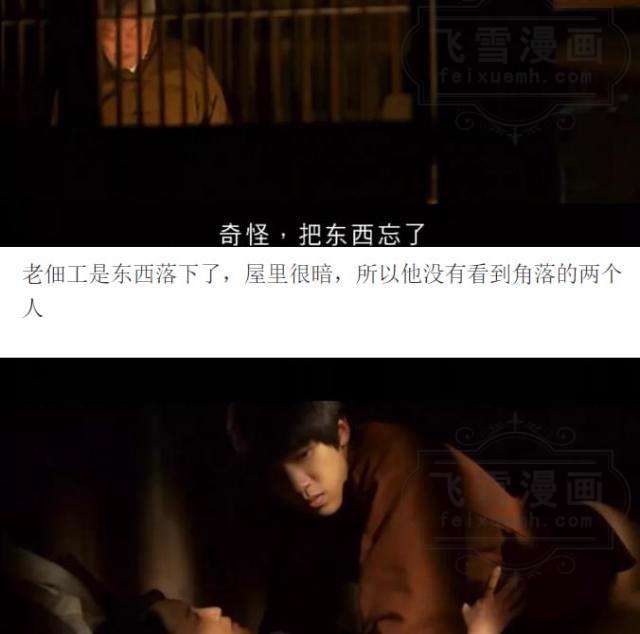 飞雪漫画
feixuemh.com
奇怪，把东西忘了
老佃工是东西落下了，屋里很暗，所以他没有看到角落的两个
人
飞雪漫画
feixuemh.com